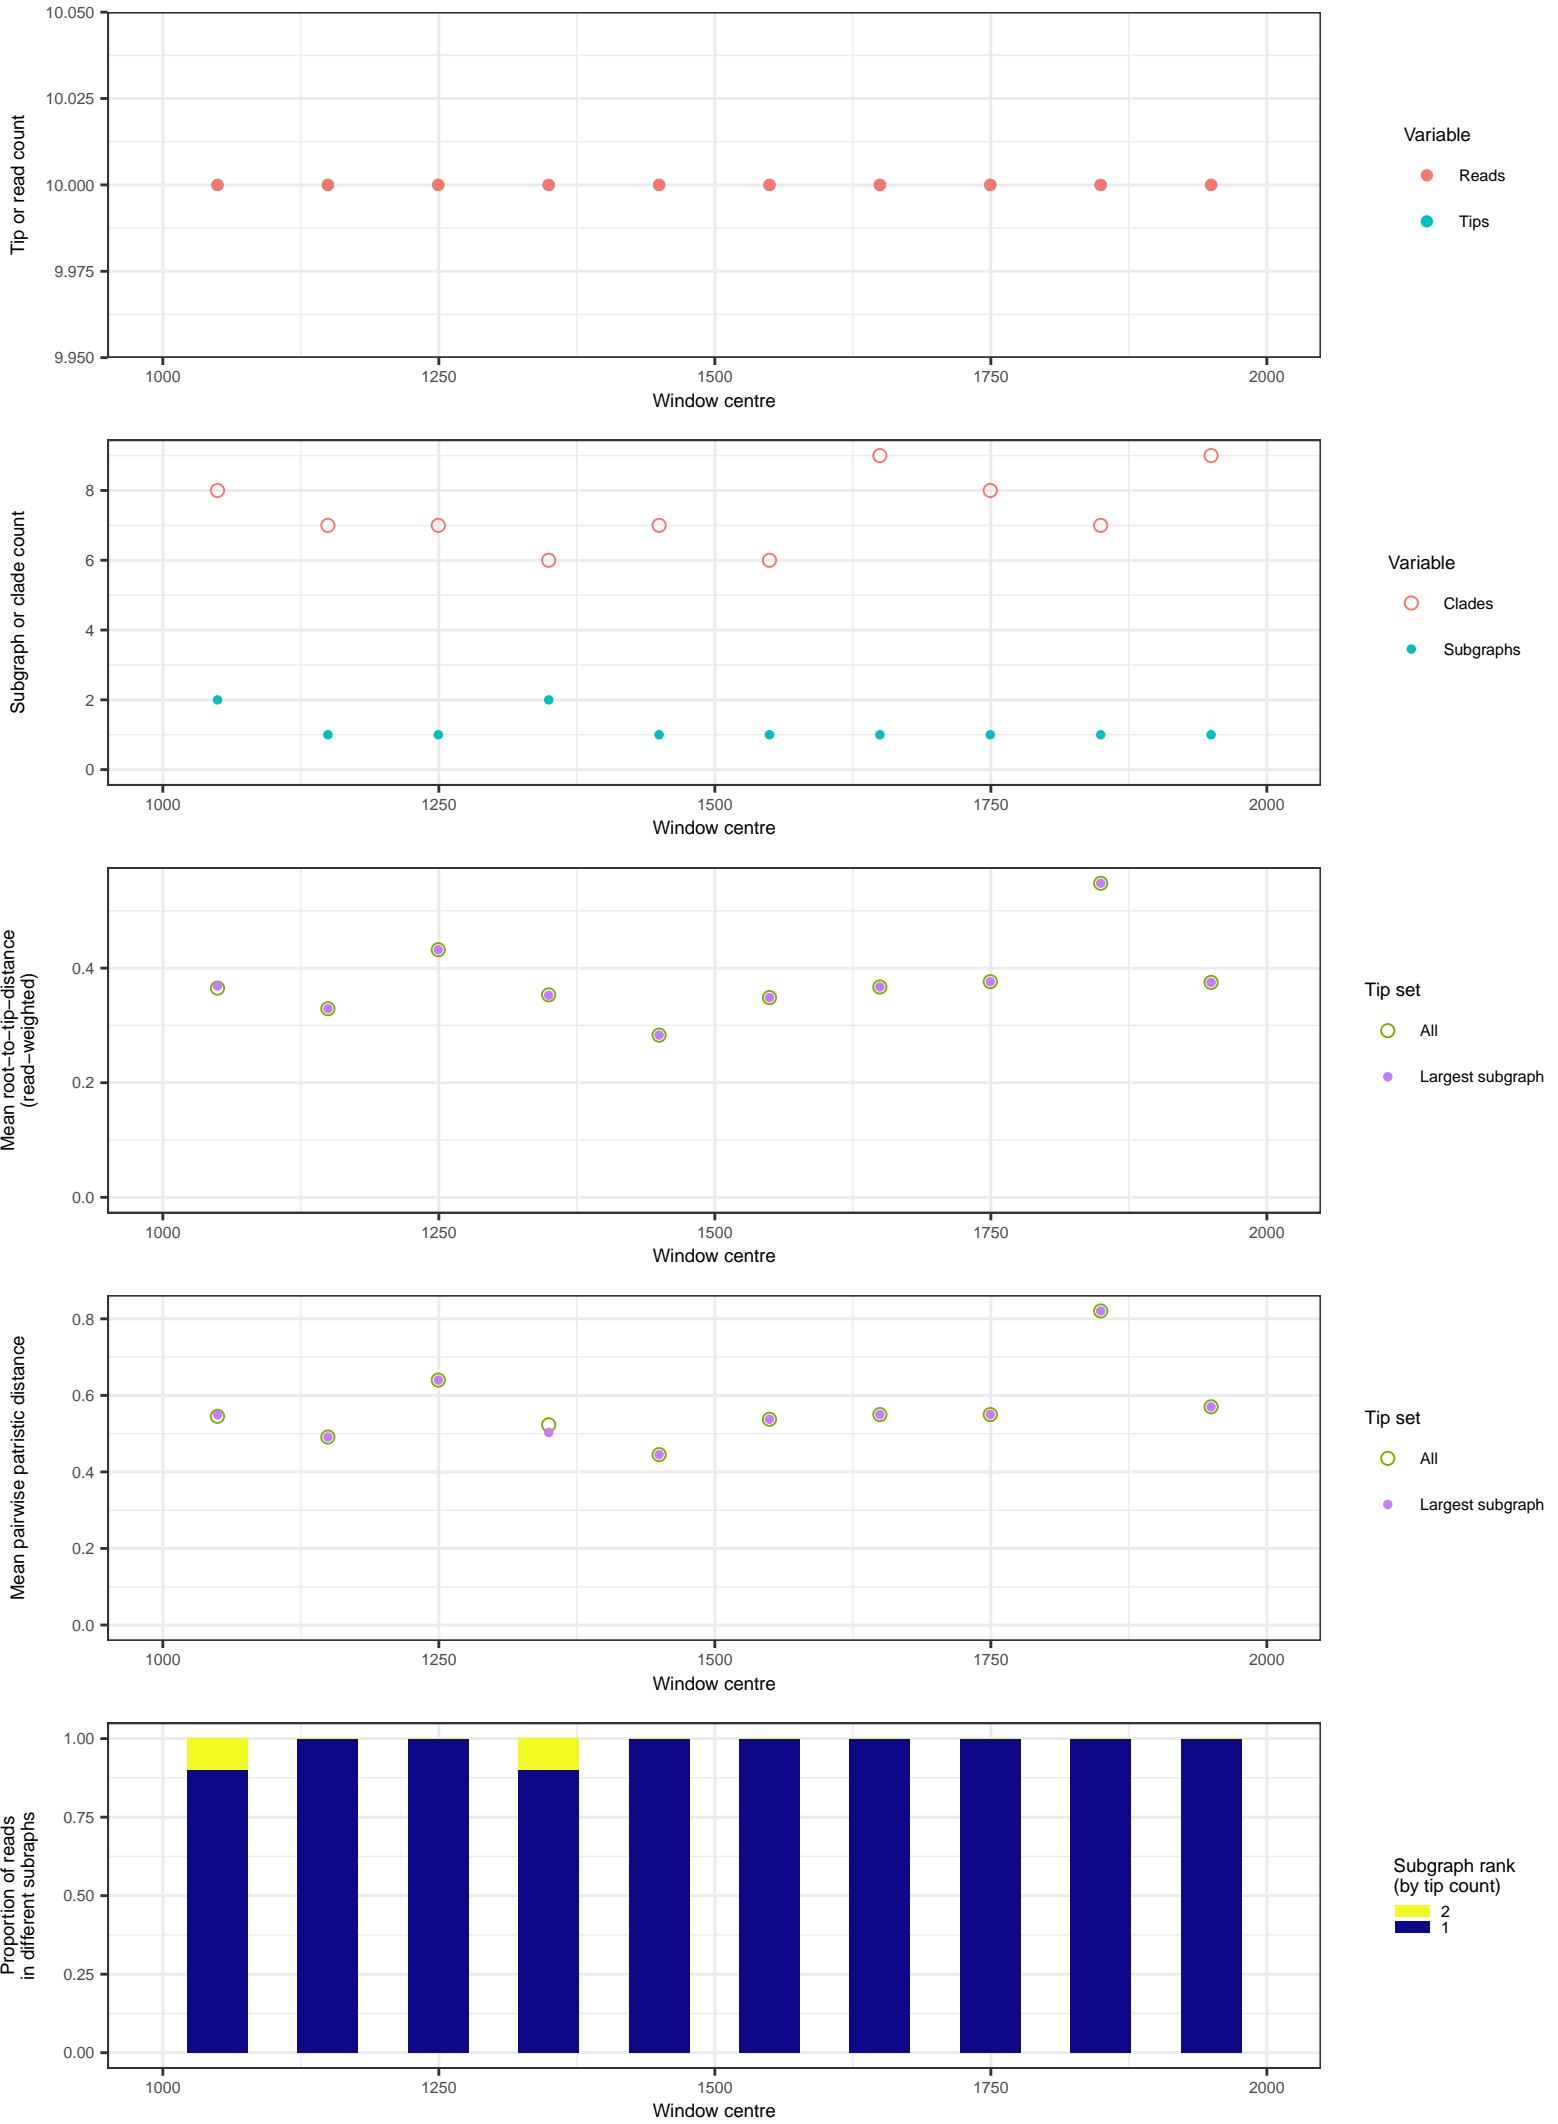 10.050
10.025
10.000
9.975
9.950
Tip or read count
1000 1250 1500 1750 2000
Window centre
Variable
Reads
Tips
8
6
4
2
0
Subgraph or clade count
1000 1250 1500 1750 2000
Window centre
Variable
Clades
Subgraphs
0.4
0.2
0.0
Mean root−to−tip−distance
(read−weighted)
1000 1250 1500 1750 2000
Window centre
Tip set
All
Largest subgraph
0.8
0.6
0.4
0.2
0.0
Mean pairwise patristic distance
1000 1250 1500 1750 2000
Window centre
Tip set
All
Largest subgraph
1.00
0.75
0.50
0.25
0.00
Proportion of reads
in different subraphs
1000 1250 1500 1750 2000
Window centre
Subgraph rank
(by tip count)
2
1